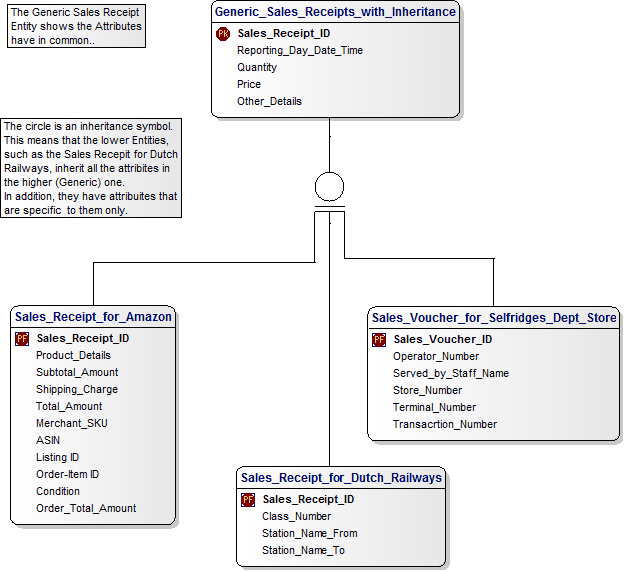 The Generic Sales Receipt
Entity shows the Attributes
have in common..
Generic_Sales_Receipts_with_Inheritance
PK Sales_Receipt_ID
Reporting_Day_Date_Time
Quantity
Price
Other_Details
The circle is an inheritance symbol.
This means that the lower Entities,
such as the Sales Recepit for Dutch
Railways, inherit all the attribites in
the higher (Generic) one.
In addition, they have attribuites that
are specific to them only.
Sales_Receipt_for_Amazon
PF Sales_Receipt_ID
Product_Details
Subtotal_Amount
Shipping_Charge
Total_Amount
Merchant_SKU
ASIN
Listing ID
Order-Item ID
Condition
Order_Total_Amount
Sales_Voucher_for_Selfridges_Dept_Store
PF Sales_Voucher_ID
Operator_Number
Served_by_Staff_Name
Store_Number
Terminal_Number
Transacrtion_Number
Sales_Receipt_for_Dutch_Railways
PF Sales_Receipt_ID
Class_Number
Station_Name_From
Station_Name_To